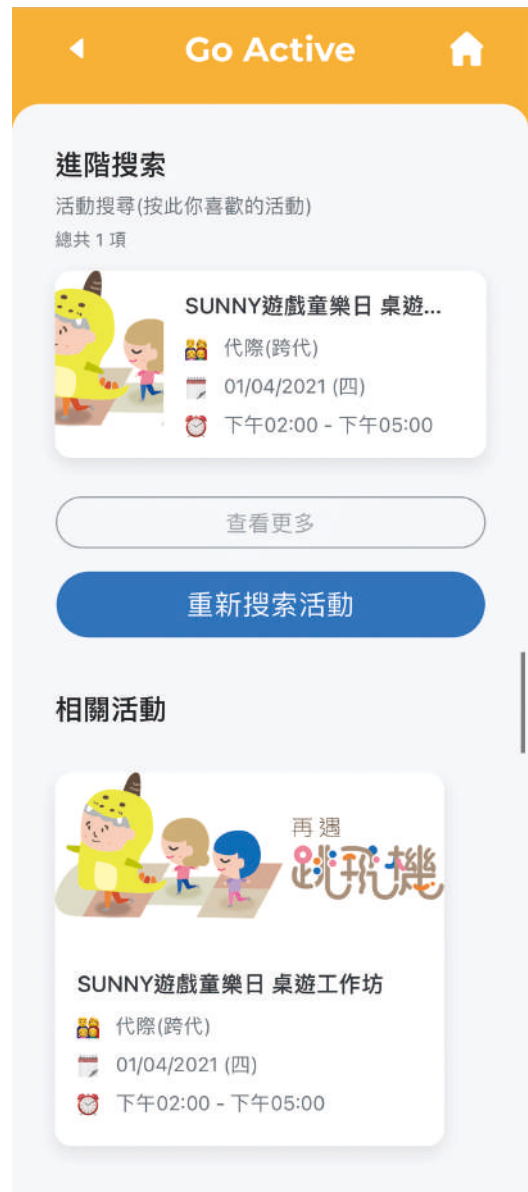 Go Active
進階搜索
活動搜尋(按此你喜歡的活動)
總共 1 項
SUNNY遊戲童樂日 桌遊...
代際(跨代)
01/04/2021 (四)
下午02:00 - 下午05:00
查看更多
重新搜索活動
相關活動
再遇
跳飛機
SUNNY遊戲童樂日 桌遊工作坊
代際(跨代)
01/04/2021 (四)
下午02:00 - 下午05:00